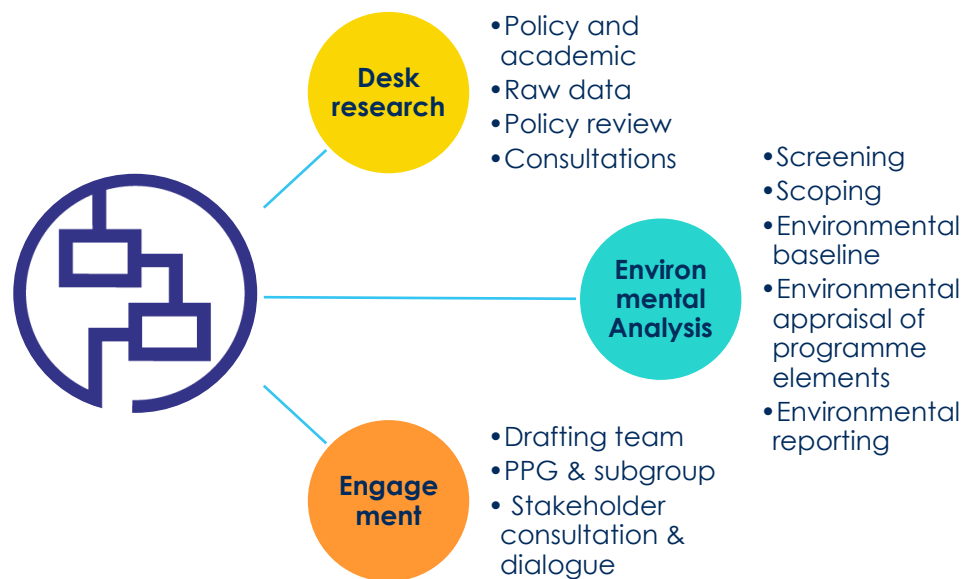 Desk
research
•Policy and
academic
•Raw data
•Policy review
•Consultations
Environ
mental
Analysis
•Screening
•Scoping
•Environmental
baseline
•Environmental
appraisal of
programme
elements
•Environmental
reporting
Engage
ment
•Drafting team
•PPG & subgroup
• Stakeholder
consultation &
dialogue